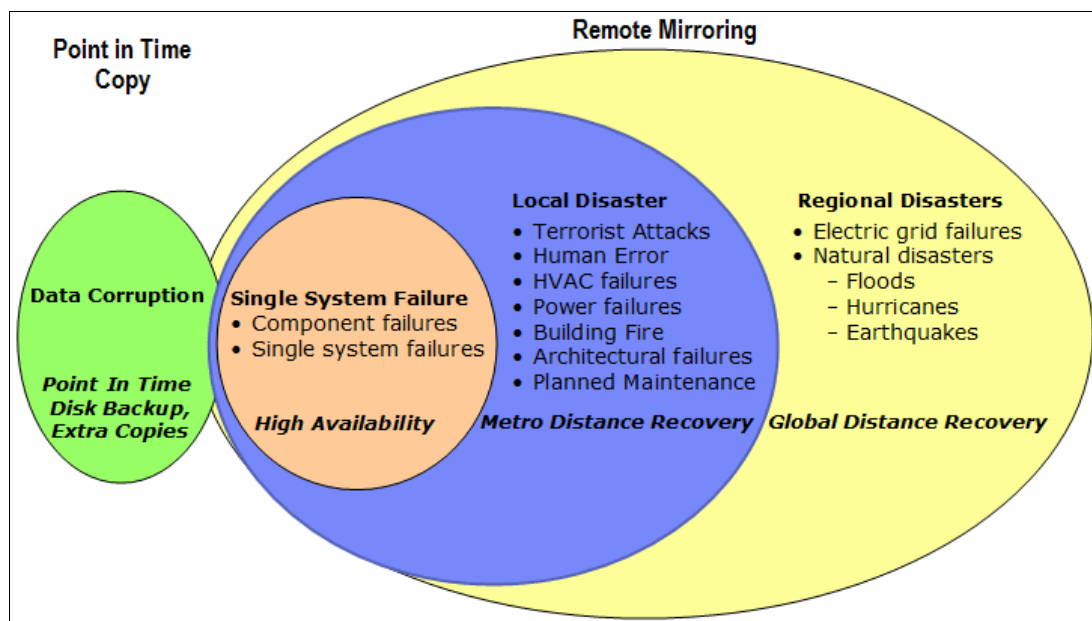 Point in Time
Copy
Remote Mirroring
Data Corruption
Point In Time
Disk Backup,
Extra Copies
Single System Failure
• Component failures
• Single system failures
High Availability
Local Disaster
• Terrorist Attacks
• Human Error
• HVAC failures
• Power failures
• Building Fire
• Architectural failures
• Planned Maintenance
Metro Distance Recovery
Regional Disasters
• Electric grid failures
• Natural disasters
– Floods
– Hurricanes
– Earthquakes
Global Distance Recovery